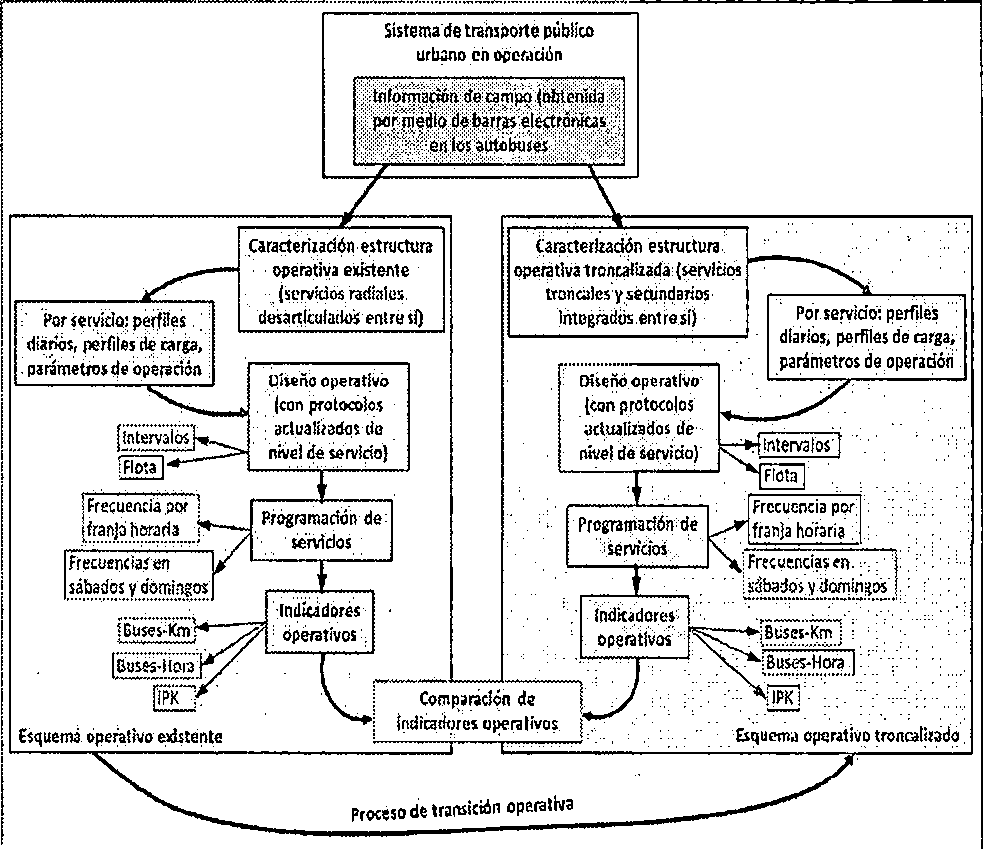 Sistema de transporte público
urbano en operación
Información de campo (obtenida
por medio de barras electrónicas
en los autobuses
Caracterización estructura
operativa existente
(servicios radiales
desarticulados entre sí)
Por servicio: perfiles
diarios, perfiles de carga,
parámetros de operación
Diseño operativo
(con protocolos
actualizados de
nivel de servicio)
Intervalos
Flota
Frecuencia por
franja horaria
Programación de
servicios
Frecuencias en
sábados y domingos
Indicadores
operativos
Buses-Km
Buses-Hora
IPK
Esquema operativo existente
Caracterización estructura
operativa troncalizada (servicios
troncales y secundarios
integrados entre sí)
Por servicio: perfiles
diarios, perfiles de carga,
parámetros de operación
Diseño operativo
(con protocolos
actualizados de
nivel de servicio)
Intervalos
Flota
Programación de
servicios
Frecuencia por
franja horaria
Frecuencias en
sábados y domingos
Indicadores
operativos
Buses-Km
Buses-Hora
IPK
Comparación de
indicadores operativos
Esquema operativo troncalizado
Proceso de transición operativa